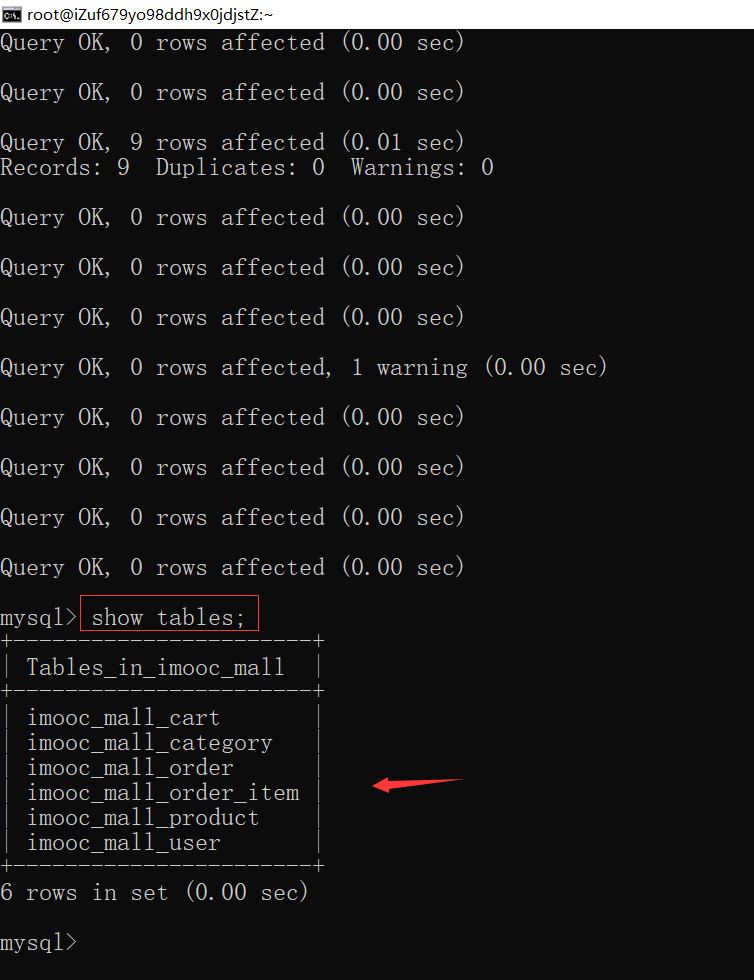 root@iZuf679yo98ddh9x0jdjstZ:~
Query OK, 0 rows affected (0.00 sec)
Query OK, 0 rows affected (0.00 sec)
Query OK, 9 rows affected (0.01 sec)
Records: 9  Duplicates: 0  Warnings: 0
Query OK, 0 rows affected (0.00 sec)
Query OK, 0 rows affected (0.00 sec)
Query OK, 0 rows affected (0.00 sec)
Query OK, 0 rows affected, 1 warning (0.00 sec)
Query OK, 0 rows affected (0.00 sec)
Query OK, 0 rows affected (0.00 sec)
Query OK, 0 rows affected (0.00 sec)
Query OK, 0 rows affected (0.00 sec)
mysql> show tables;
+-----------------------+
| Tables_in_imooc_mall  |
+-----------------------+
| imooc_mall_cart       |
| imooc_mall_category   |
| imooc_mall_order      |
| imooc_mall_order_item |
| imooc_mall_product    |
| imooc_mall_user       |
+-----------------------+
6 rows in set (0.00 sec)
mysql>